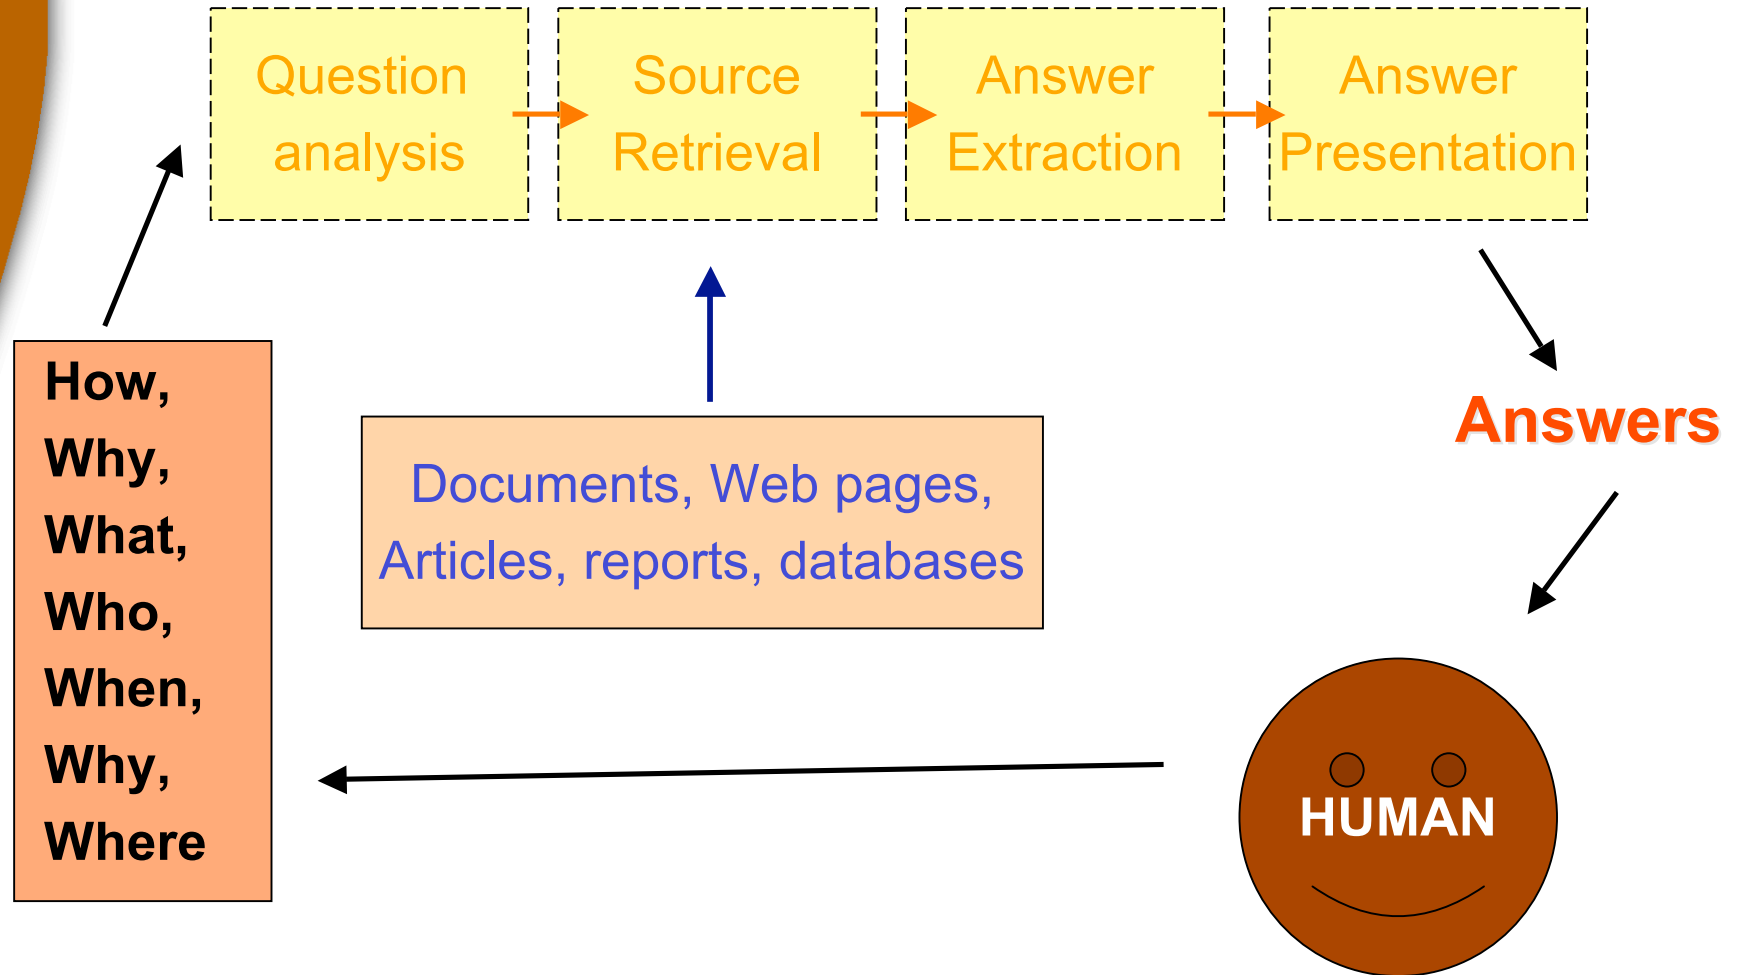 Question
analysis
Source
Retrieval
Answer
Extraction
Answer
Presentation
How,
Why,
What,
Who,
When,
Why,
Where
Documents, Web pages,
Articles, reports, databases
Answers
HUMAN